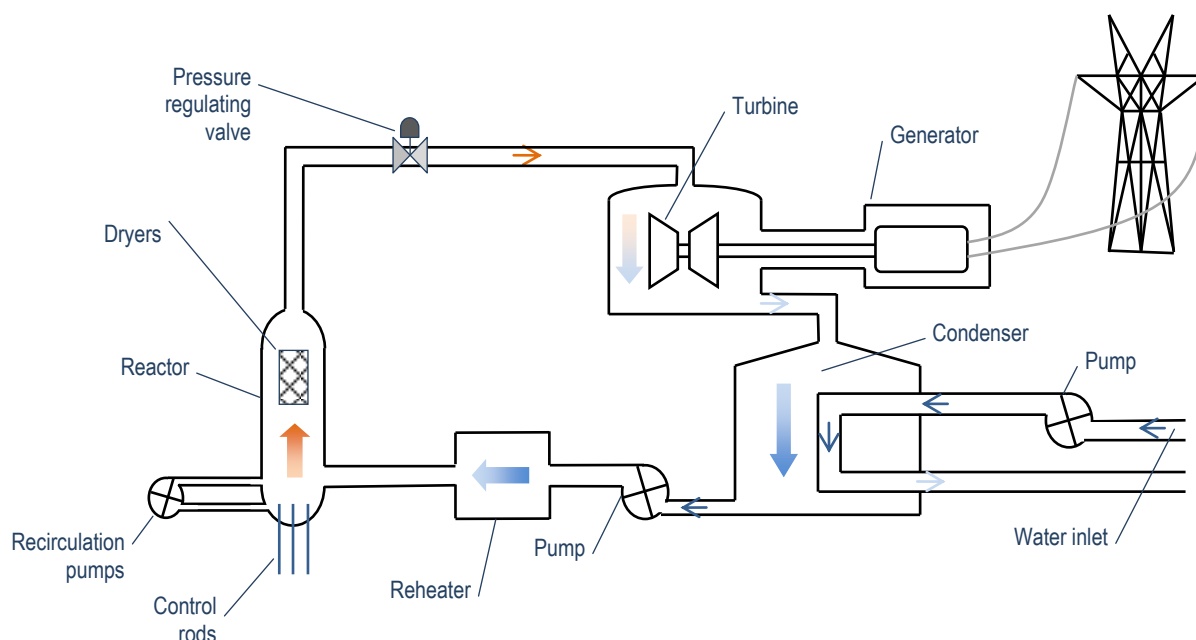 Pressure
regulating
valve
Turbine
Generator
Dryers
Reactor
Condenser
Pump
Recirculation
pumps
Pump
Water inlet
Reheater
Control
rods